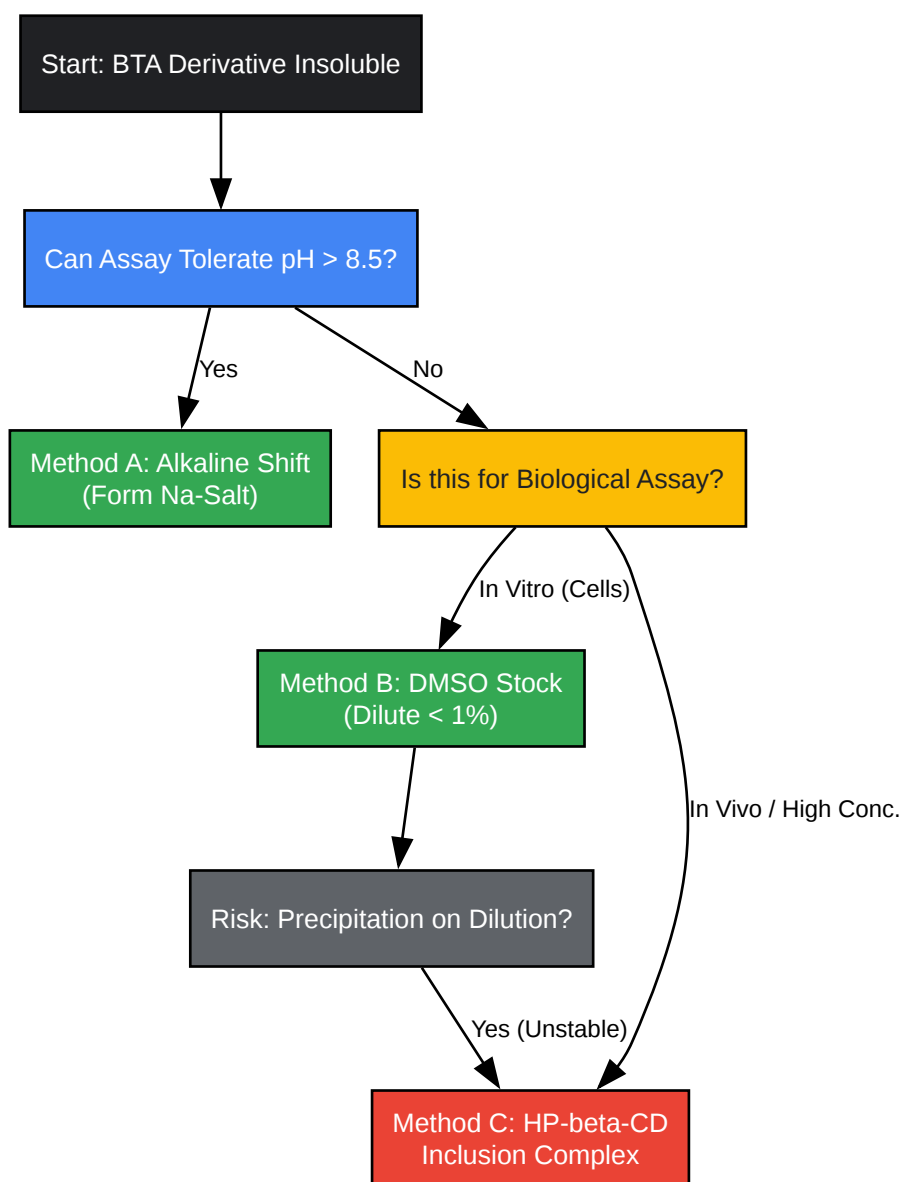 Start: BTA Derivative Insoluble
Can Assay Tolerate pH > 8.5?
Yes
No
Method A: Alkaline Shift
(Form Na-Salt)
Is this for Biological Assay?
In Vitro (Cells)
Method B: DMSO Stock
(Dilute < 1%)
In Vivo / High Conc.
Risk: Precipitation on Dilution?
Yes (Unstable)
Method C: HP-beta-CD
Inclusion Complex